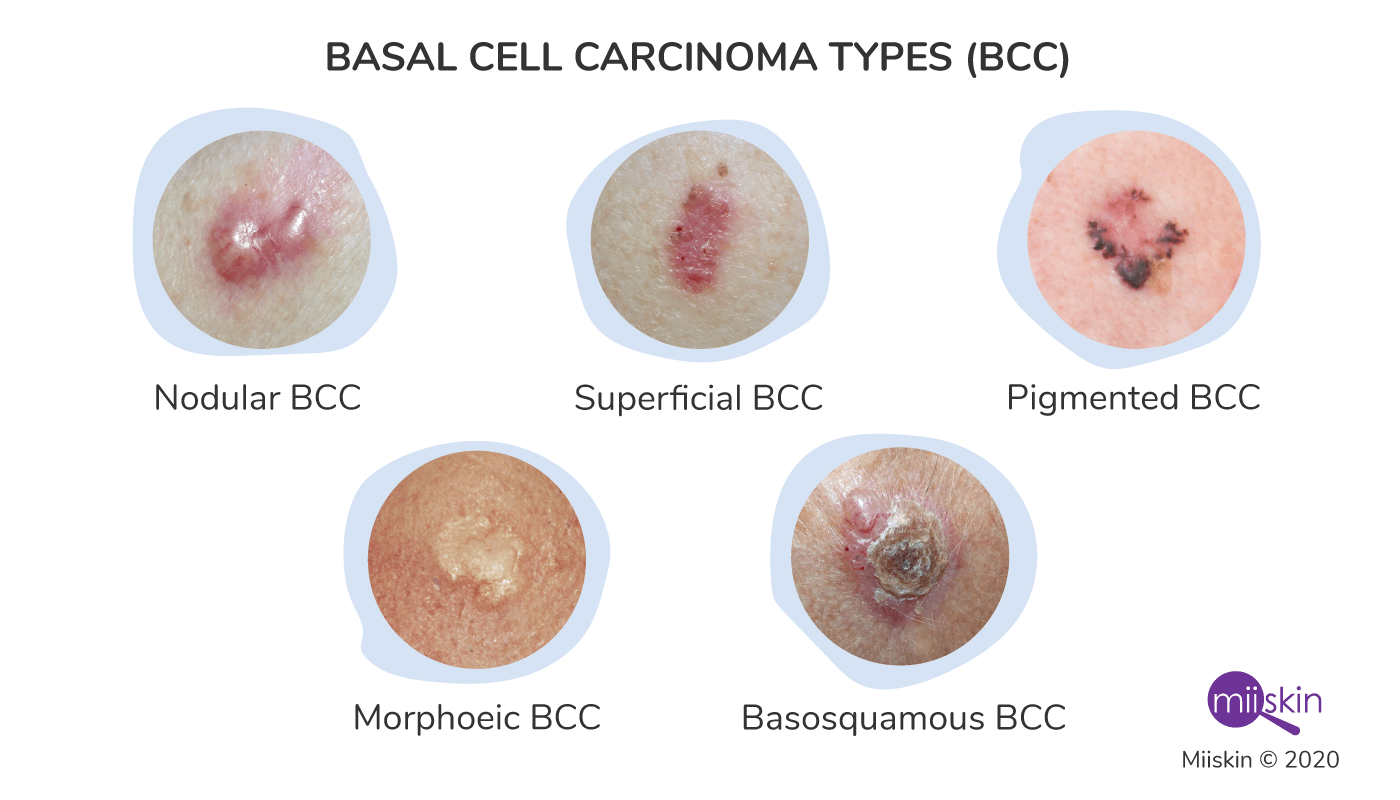 BASAL CELL CARCINOMA TYPES (BCC)
Nodular BCC
Superficial BCC
Pigmented BCC
Morphoeic BCC
Basosquamous BCC
miiskin
Miiskin © 2020